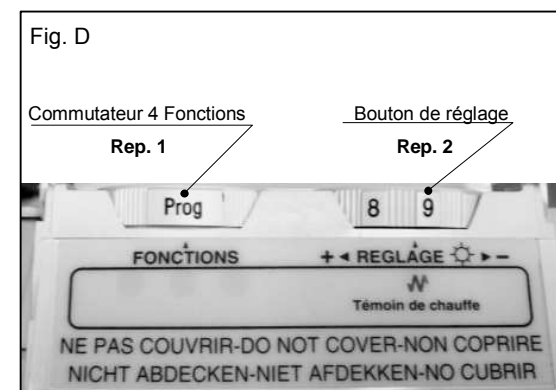 Fig. D
Commutateur 4 Fonctions Bouton de réglage
Rep. 1 Rep. 2
Prog 8 9
FONCTIONS + ◄ REGLAGE ► -
Témoin de chauffe
NE PAS COUVRIR-DO NOT COVER-NON COPRIRE
NICHT ABDECKEN-NIET AFDEKKEN-NO CUBRIR